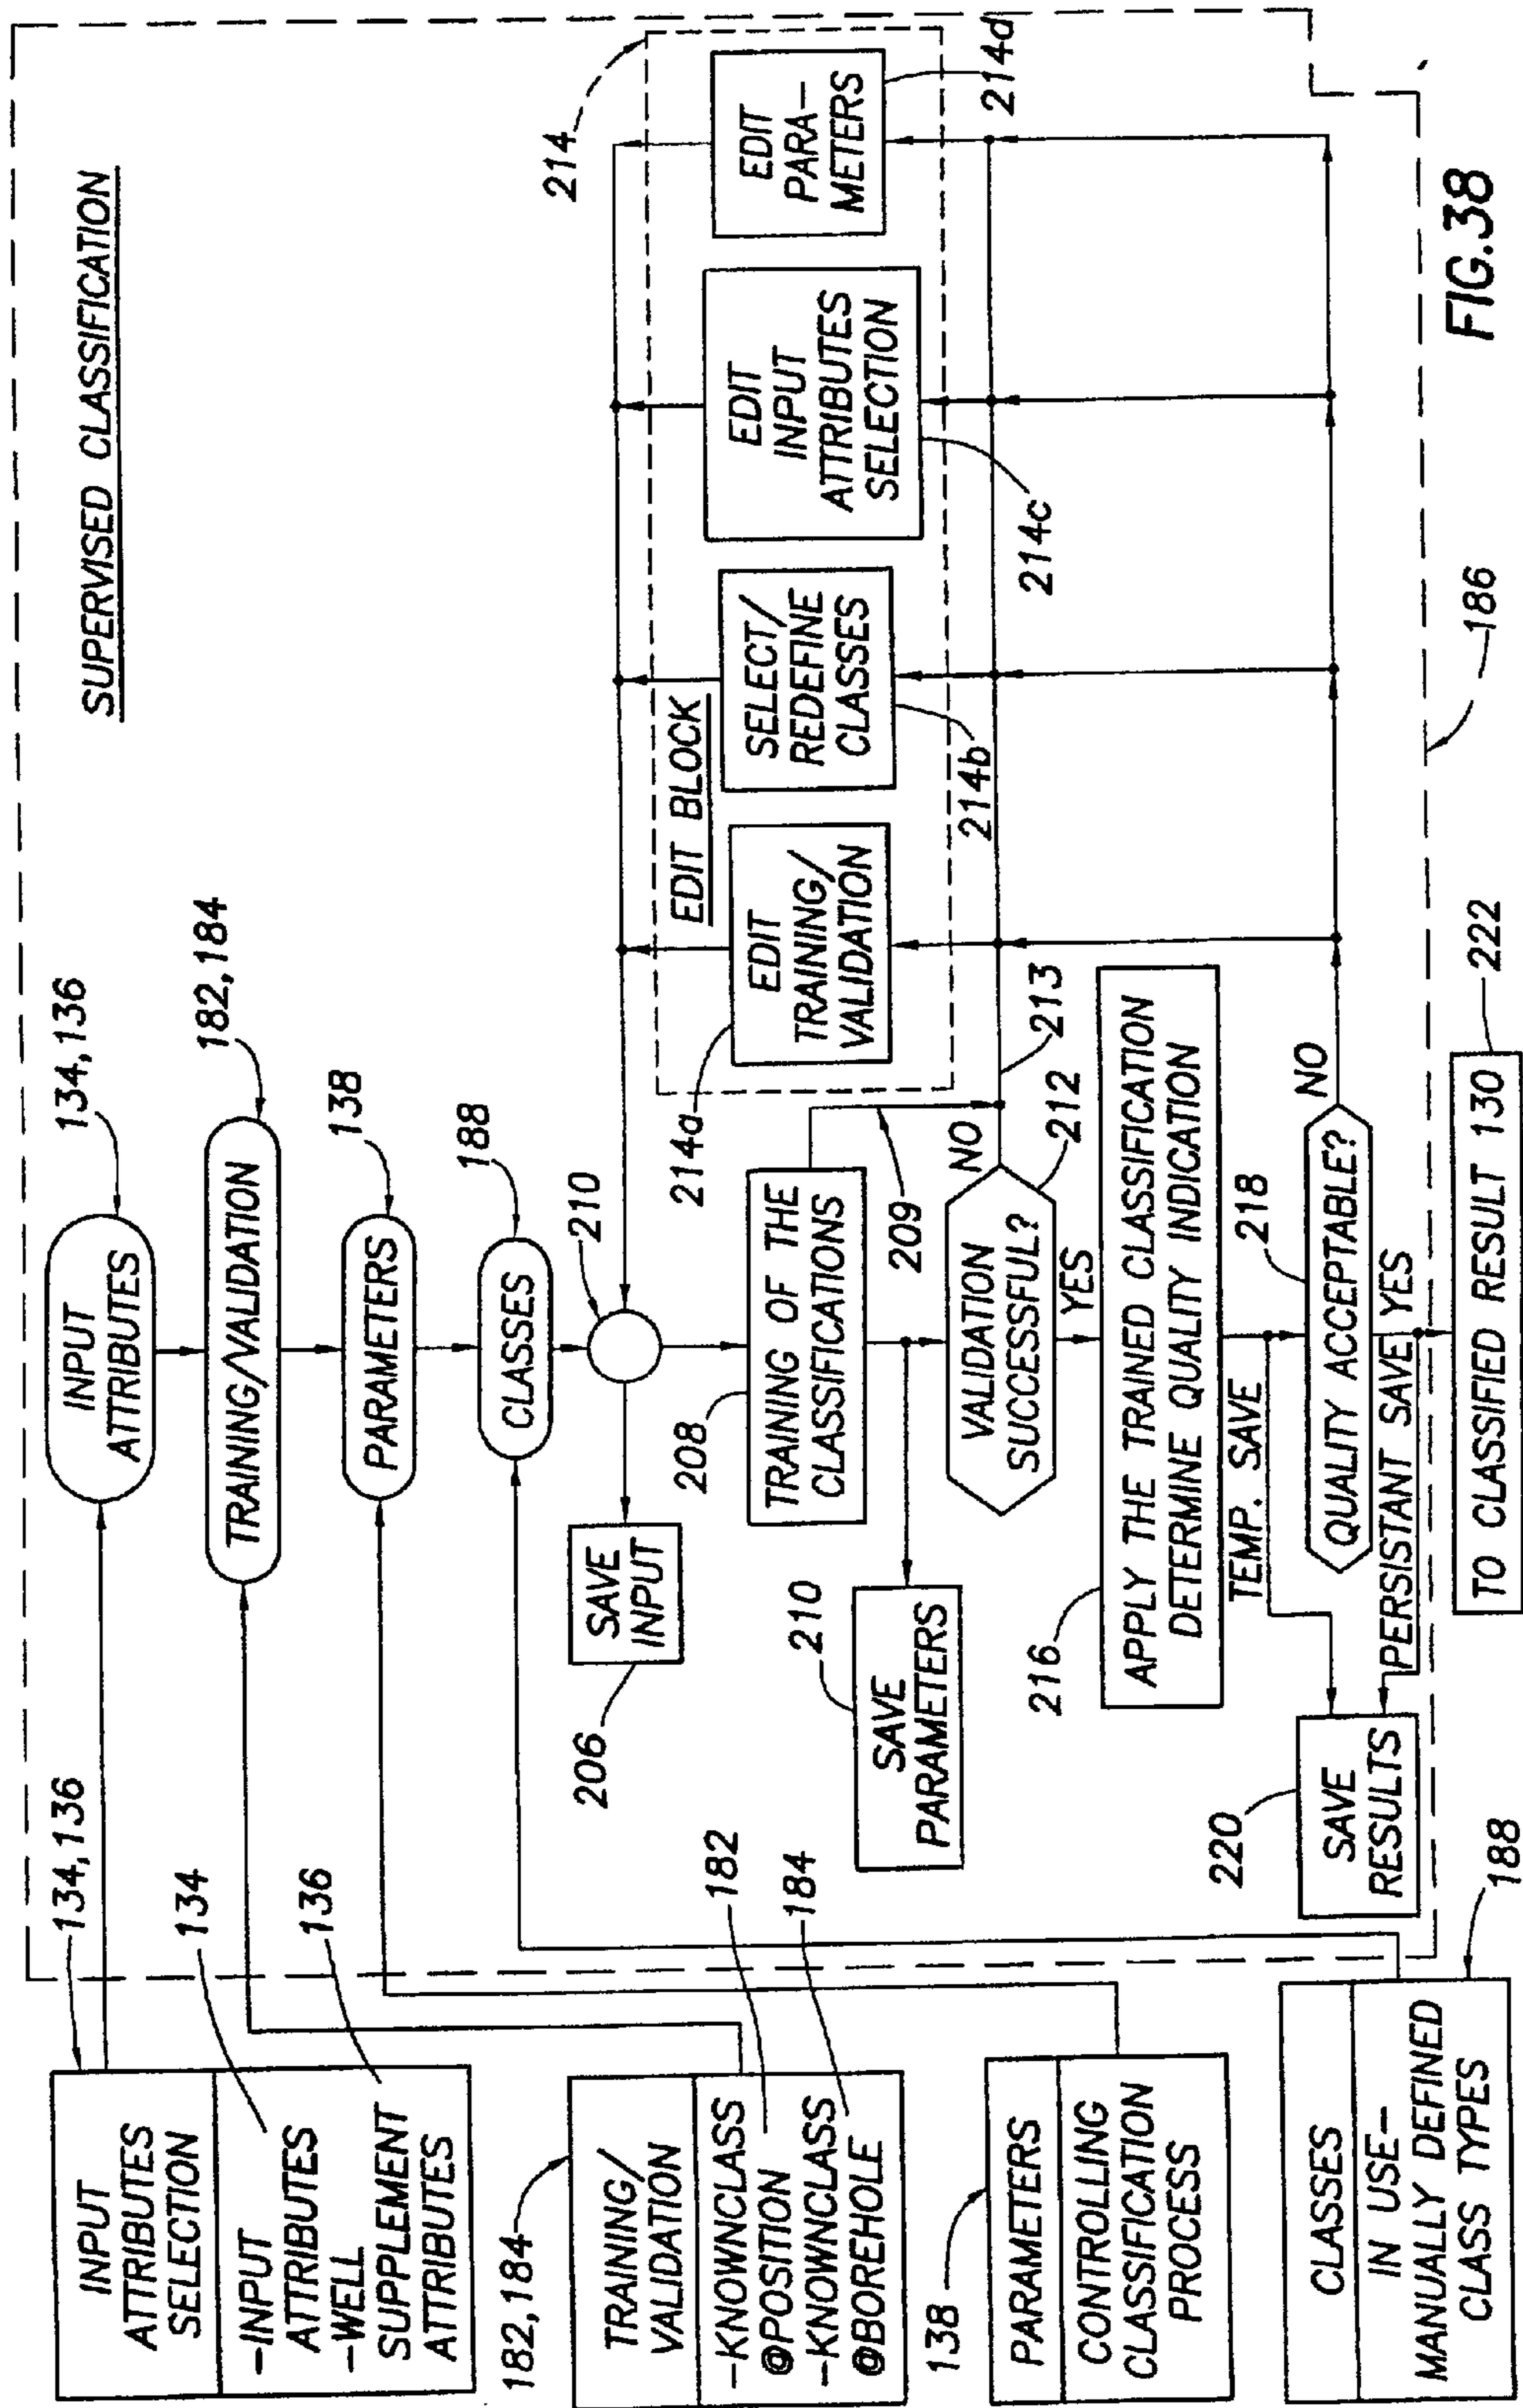 SUPERVISED CLASSIFICATION
134,136
INPUT
ATTRIBUTES
SELECTION
-INPUT
ATTRIBUTES
-WELL
SUPPLEMENT
ATTRIBUTES
134
136
182,184
TRAINING/
VALIDATION
-KNOWNCLASS
@POSITION
-KNOWNCLASS
@BOREHOLE
182
184
138
PARAMETERS
CONTROLLING
CLASSIFICATION
PROCESS
CLASSES
IN USE-
MANUALLY DEFINED
CLASS TYPES
188
INPUT
ATTRIBUTES
134,136
TRAINING/VALIDATION
182,184
PARAMETERS
138
CLASSES
188
210
SAVE
INPUT
206
208
TRAINING OF THE
CLASSIFICATIONS
209
210
SAVE
PARAMETERS
VALIDATION
SUCCESSFUL?
NO
213
212
YES
216
APPLY THE TRAINED CLASSIFICATION
DETERMINE QUALITY INDICATION
TEMP. SAVE
218
QUALITY ACCEPTABLE?
NO
PERSISTANT SAVE
YES
220
SAVE
RESULTS
TO CLASSIFIED RESULT 130
222
186
214
EDIT BLOCK
214a
EDIT
TRAINING/
VALIDATION
SELECT/
REDEFINE
CLASSES
214b
EDIT
INPUT
ATTRIBUTES
SELECTION
214c
EDIT
PARA-
METERS
214d
FIG.38